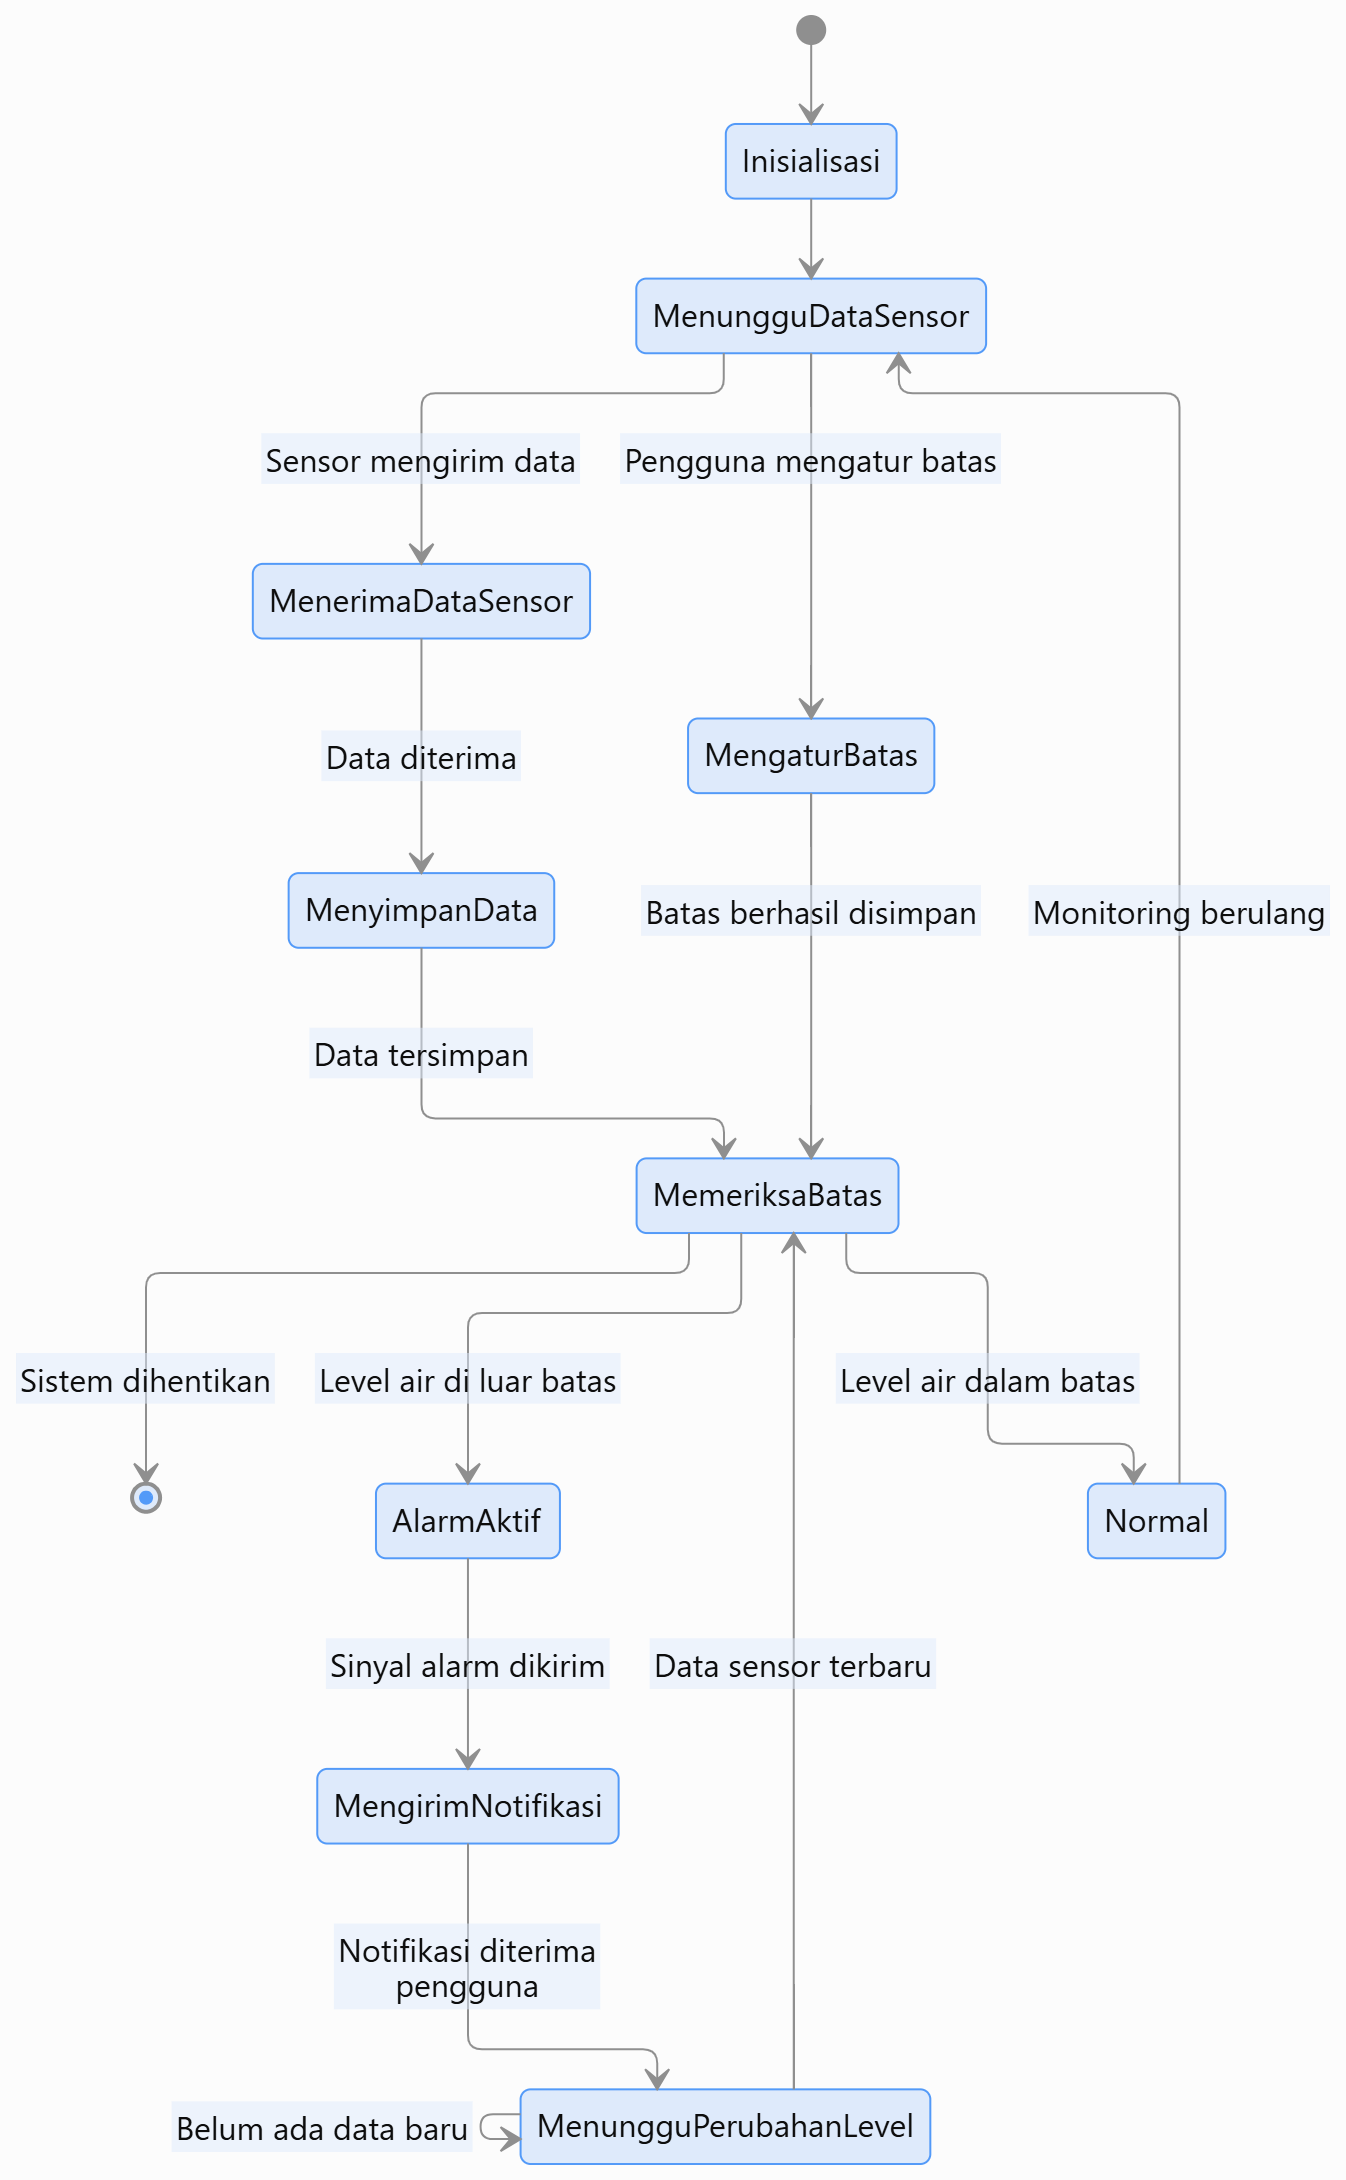 Inisialisasi
MenungguDataSensor
Sensor mengirim data
Pengguna mengatur batas
MenerimaDataSensor
Data diterima
MengaturBatas
MenyimpanData
Batas berhasil disimpan
Monitoring berulang
Data tersimpan
MemeriksaBatas
Sistem dihentikan
Level air di luar batas
Level air dalam batas
AlarmAktif
Normal
Sinyal alarm dikirim
Data sensor terbaru
MengirimNotifikasi
Notifikasi diterima
pengguna
Belum ada data baru
MenungguPerubahanLevel